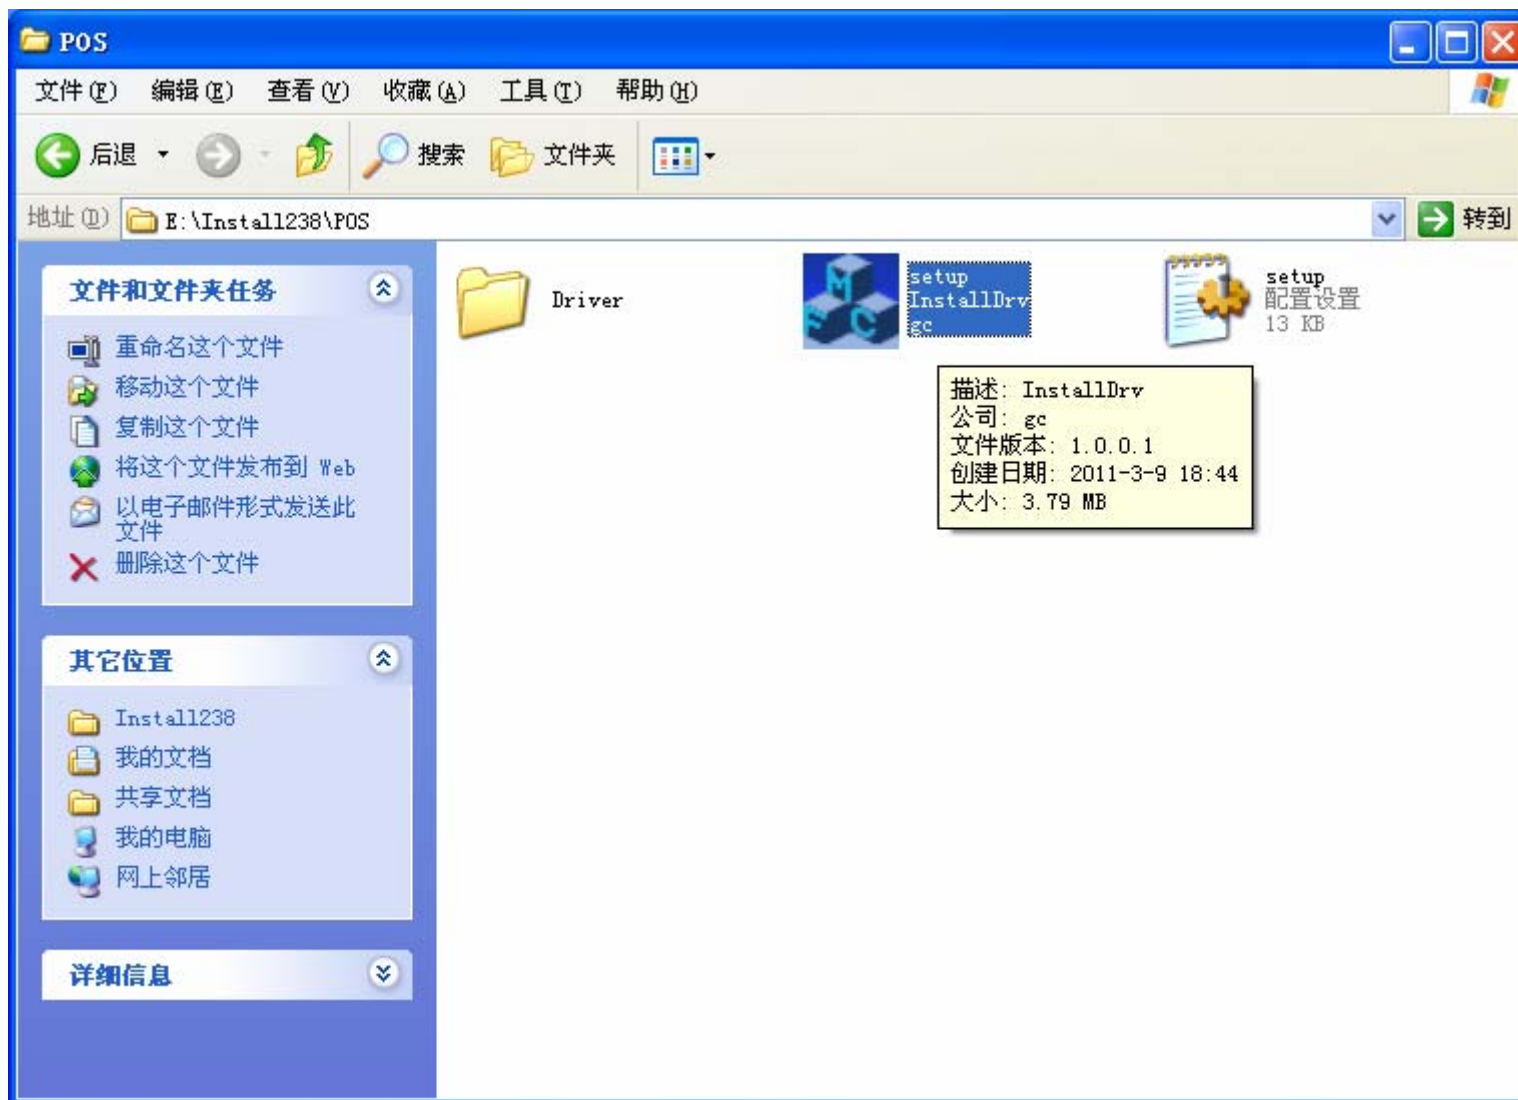 POS
文件(F) 编辑(E) 查看(V) 收藏(A) 工具(T) 帮助(H)
后退 搜索 文件夹
地址(D) E:\Install238\POS 转到
文件和文件夹任务
重命名这个文件
移动这个文件
复制这个文件
将这个文件发布到 Web
以电子邮件形式发送此
文件
删除这个文件
其它位置
Install238
我的文档
共享文档
我的电脑
网上邻居
详细信息
Driver
M
F C
setup
InstallDrv
gc
setup
配置设置
13 KB
描述: InstallDrv
公司: gc
文件版本: 1.0.0.1
创建日期: 2011-3-9 18:44
大小: 3.79 MB